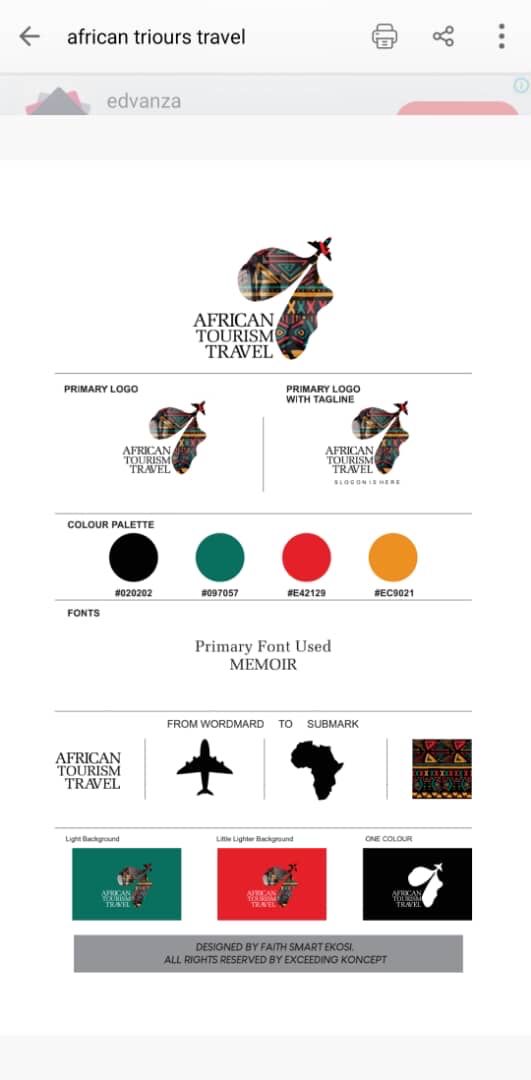 african triours travel
edvanza
AFRICAN
TOURISM
TRAVEL
PRIMARY LOGO
PRIMARY LOGO
WITH TAGLINE
AFRICAN
TOURISM
TRAVEL
AFRICAN
TOURISM
TRAVEL
SLOGON IS HERE
COLOUR PALETTE
#020202
#097057
#E42129
#EC9021
FONTS
Primary Font Used
MEMOIR
FROM WORDMARD TO SUBMARK
AFRICAN
TOURISM
TRAVEL
Light Background
Little Lighter Background
ONE COLOUR
AFRICAN
TOURISM
TRAVEL
AFRICAN
TOURISM
TRAVEL
AFRICAN
TOURISM
TRAVEL
DESIGNED BY FAITH SMART EKOSI.
ALL RIGHTS RESERVED BY EXCEEDING KONCEPT